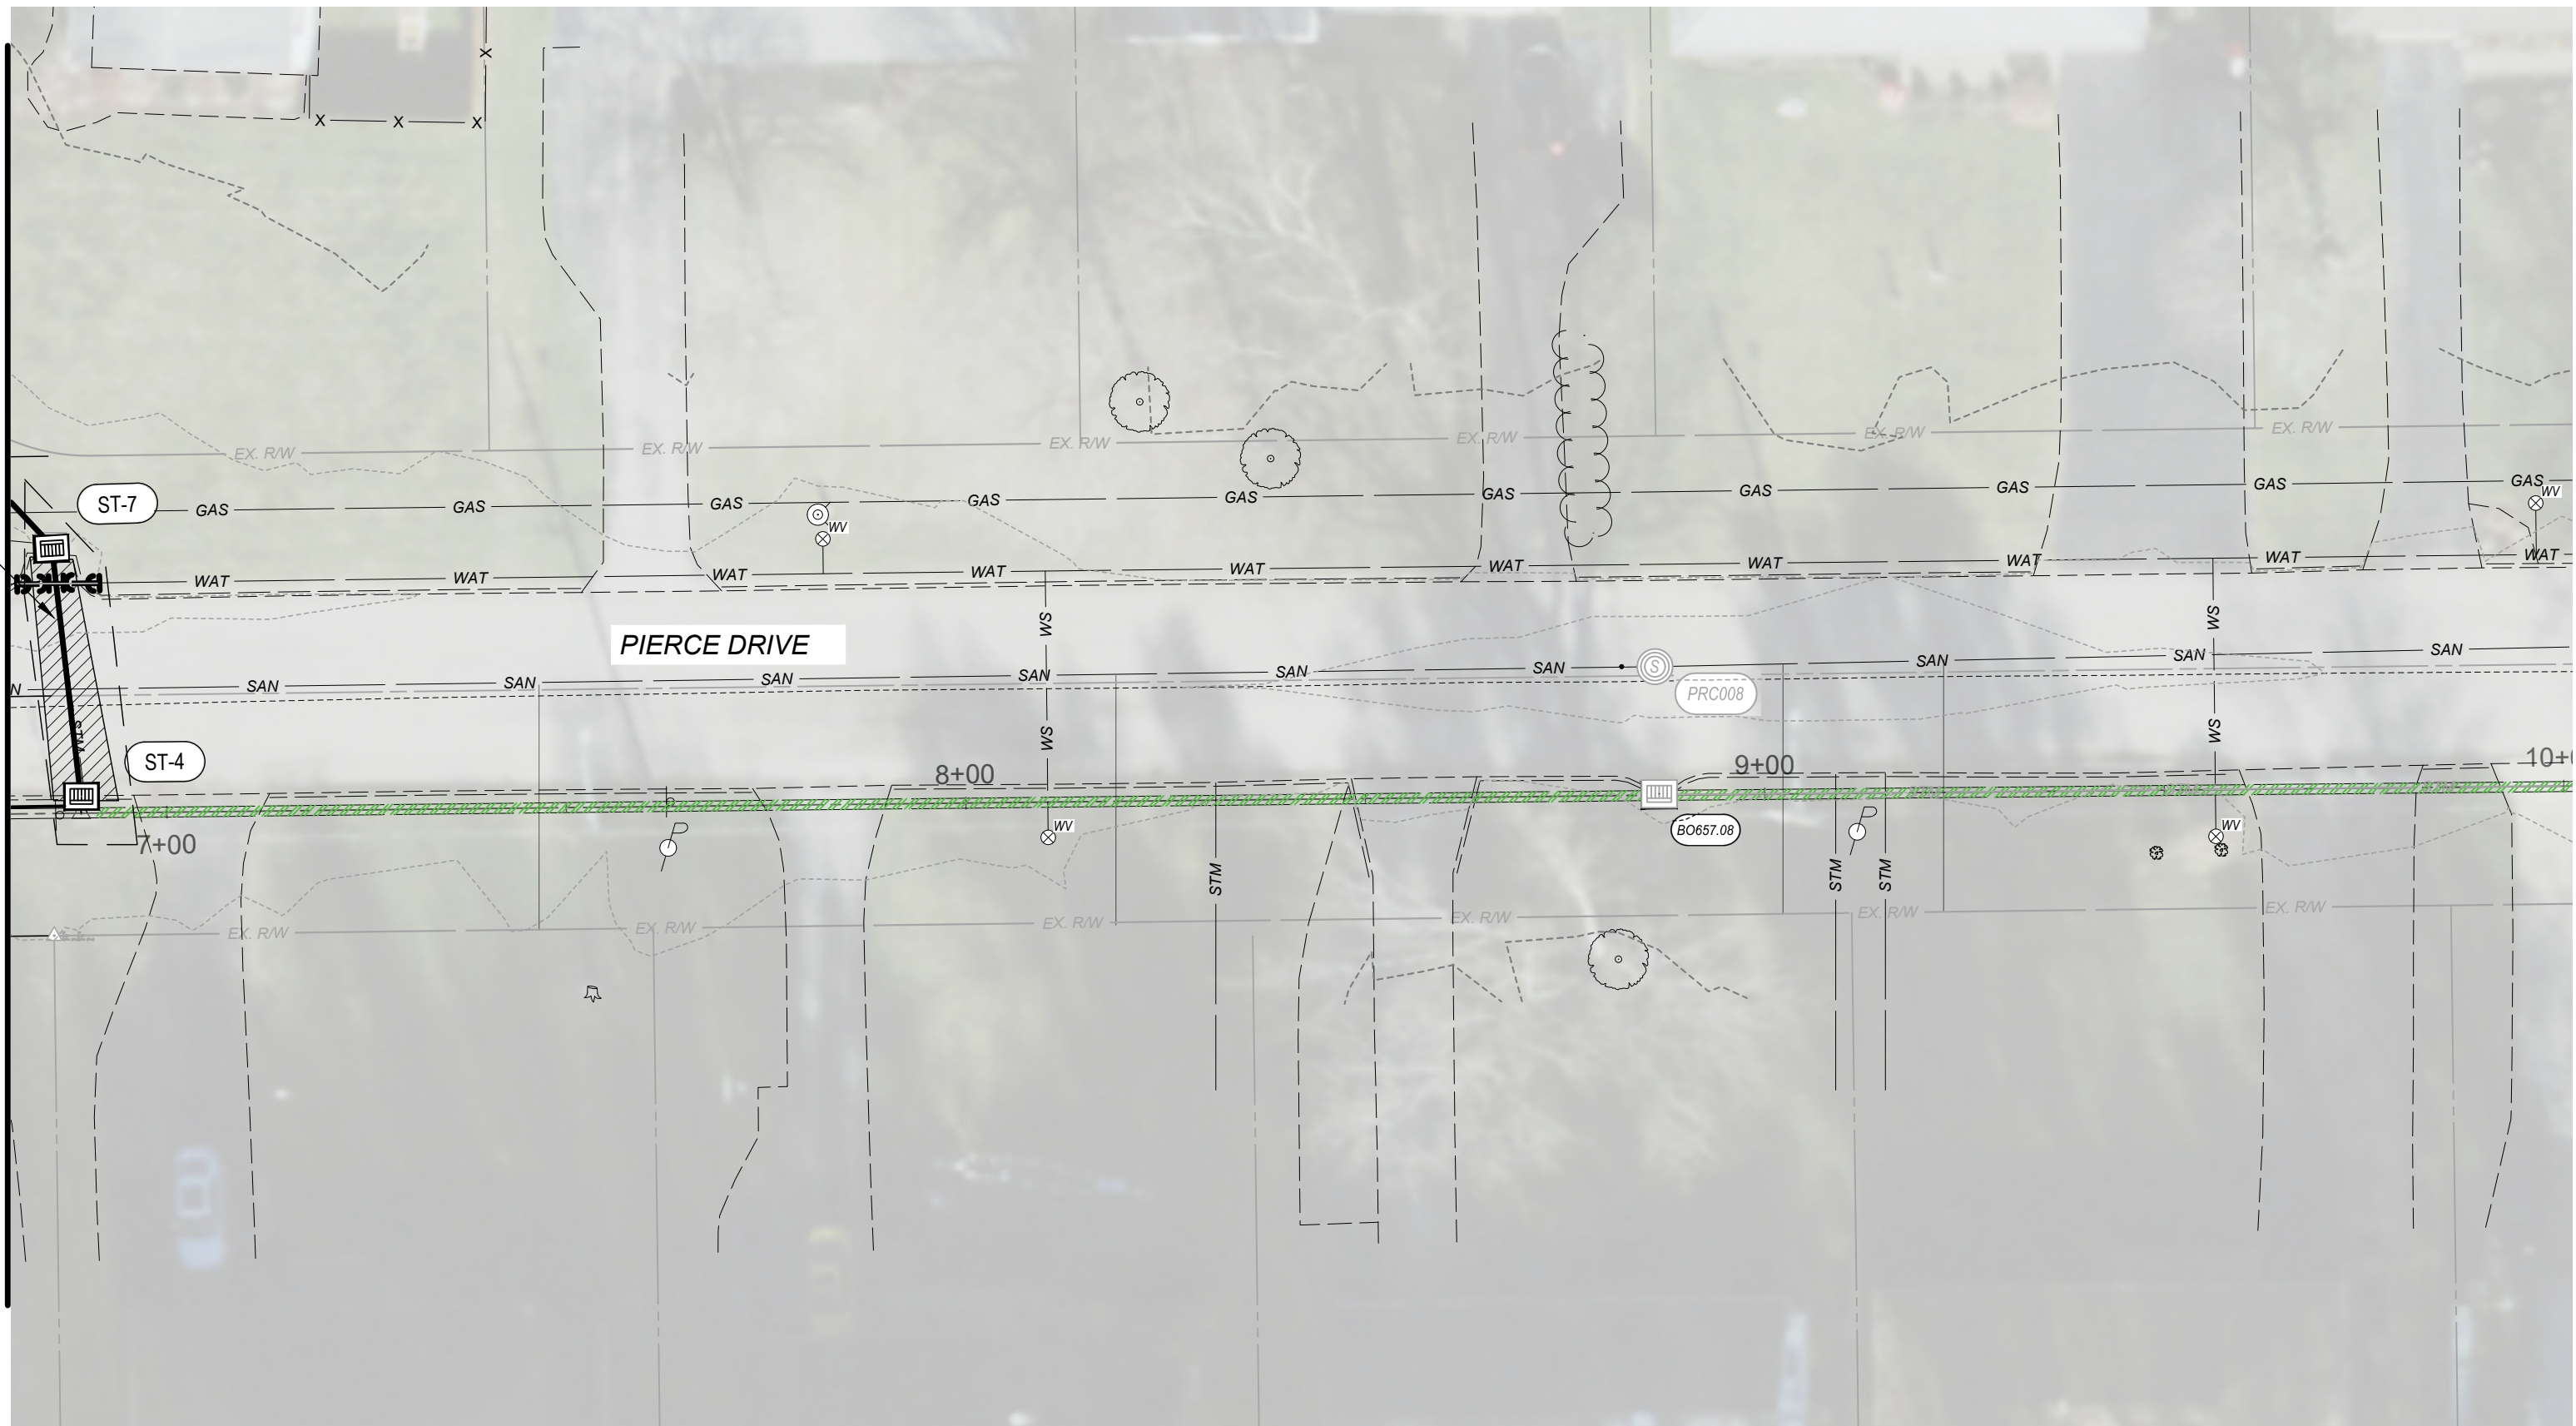 X
X X X
EX. R/W EX. R/W EX. R/W EX. R/W EX. R/W EX. R/W
ST-7
GAS GAS GAS GAS GAS GAS GAS GAS GAS GAS
WV
WV
WAT WAT WAT WAT WAT WAT WAT WAT WAT WAT
WS
WS
PIERCE DRIVE
N SAN SAN SAN SAN SAN SAN SAN SAN SAN
S
PRC008
WS
WS
STM
ST-4
8+00
9+00
10+0
7+00
P
WV
BO657.08
P
WV
STM
STM
STM
EX. R/W EX. R/W EX. R/W EX. R/W EX. R/W EX. R/W